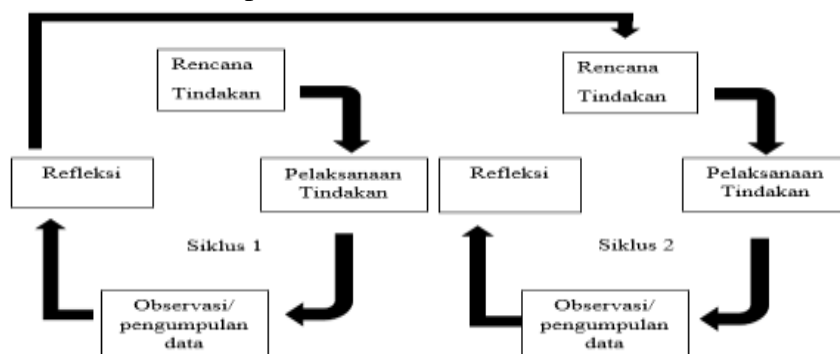 Rencana
Tindakan
Rencana
Tindakan
Refleksi
Pelaksanaan
Tindakan
Refleksi
Pelaksanaan
Tindakan
Siklus 1
Siklus 2
Observasi/
pengumpulan
data
Observasi/
pengumpulan
data